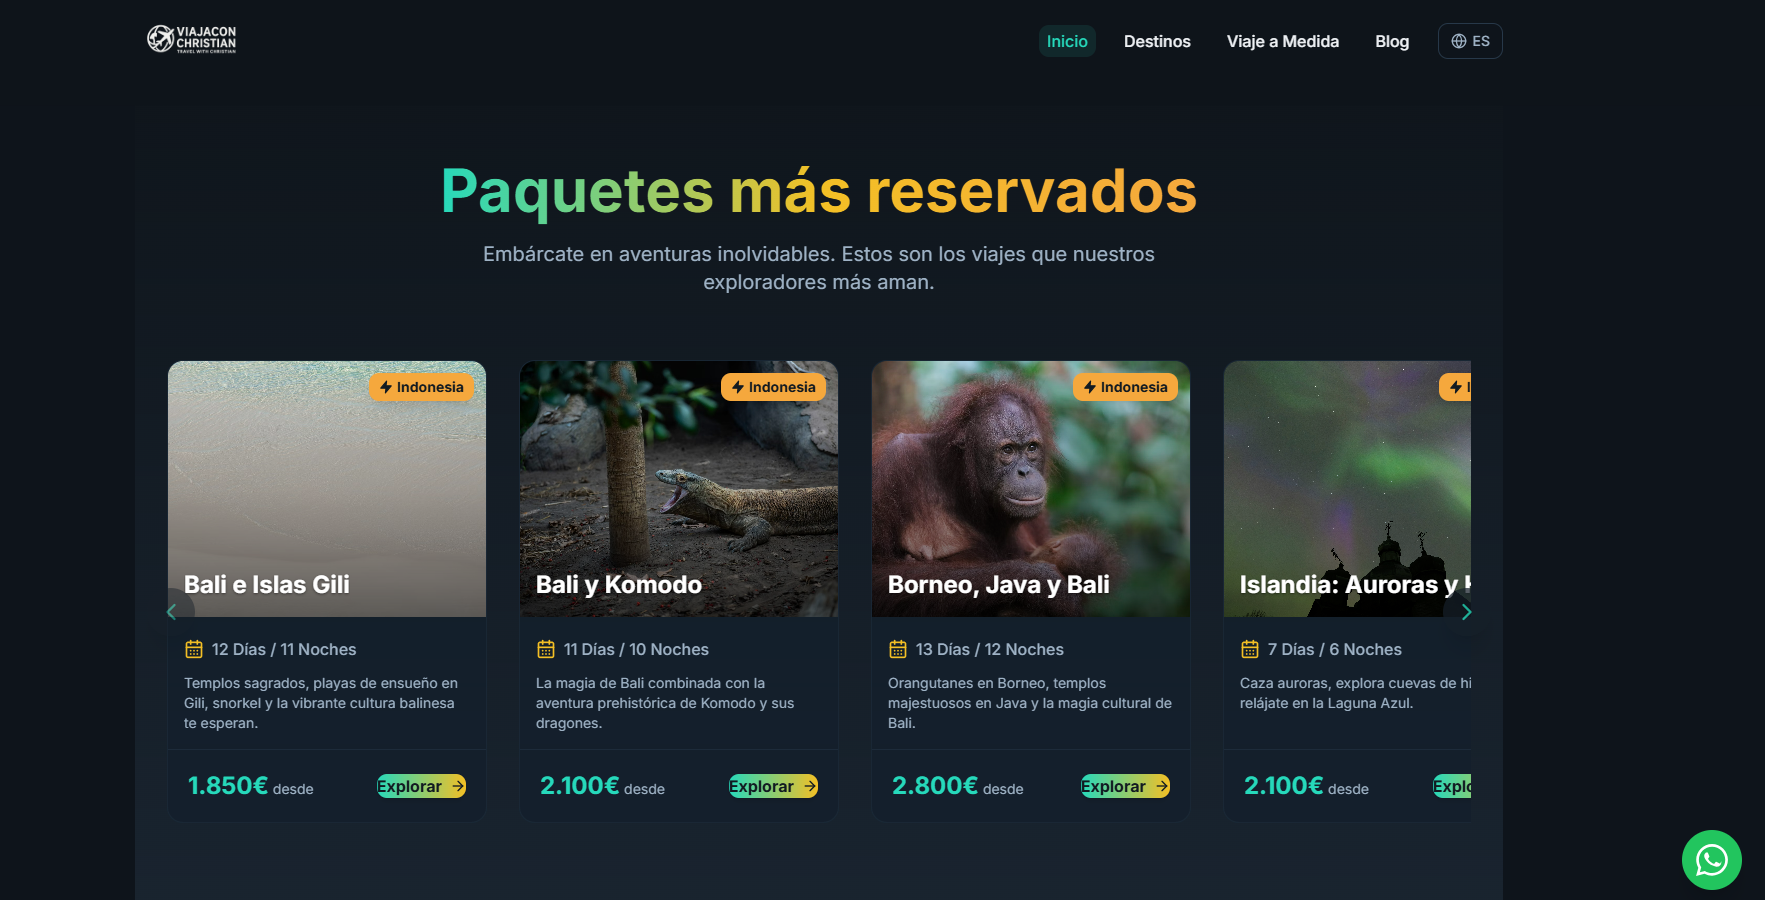 VIAJACON
CHRISTIAN
TRAVEL WITH CHRISTIAN
Inicio
Destinos
Viaje a Medida
Blog
ES
Paquetes más reservados
Embárcate en aventuras inolvidables. Estos son los viajes que nuestros
exploradores más aman.
Indonesia
Bali e Islas Gili
12 Días / 11 Noches
Templos sagrados, playas de ensueño en
Gili, snorkel y la vibrante cultura balinesa
te esperan.
1.850€ desde
Explorar
Indonesia
Bali y Komodo
11 Días / 10 Noches
La magia de Bali combinada con la
aventura prehistórica de Komodo y sus
dragones.
2.100€ desde
Explorar
Indonesia
Borneo, Java y Bali
13 Días / 12 Noches
Orangutanes en Borneo, templos
majestuosos en Java y la magia cultural de
Bali.
2.800€ desde
Explorar
Islandia: Auroras y
7 Días / 6 Noches
Caza auroras, explora cuevas de
relájate en la Laguna Azul.
2.100€ desde